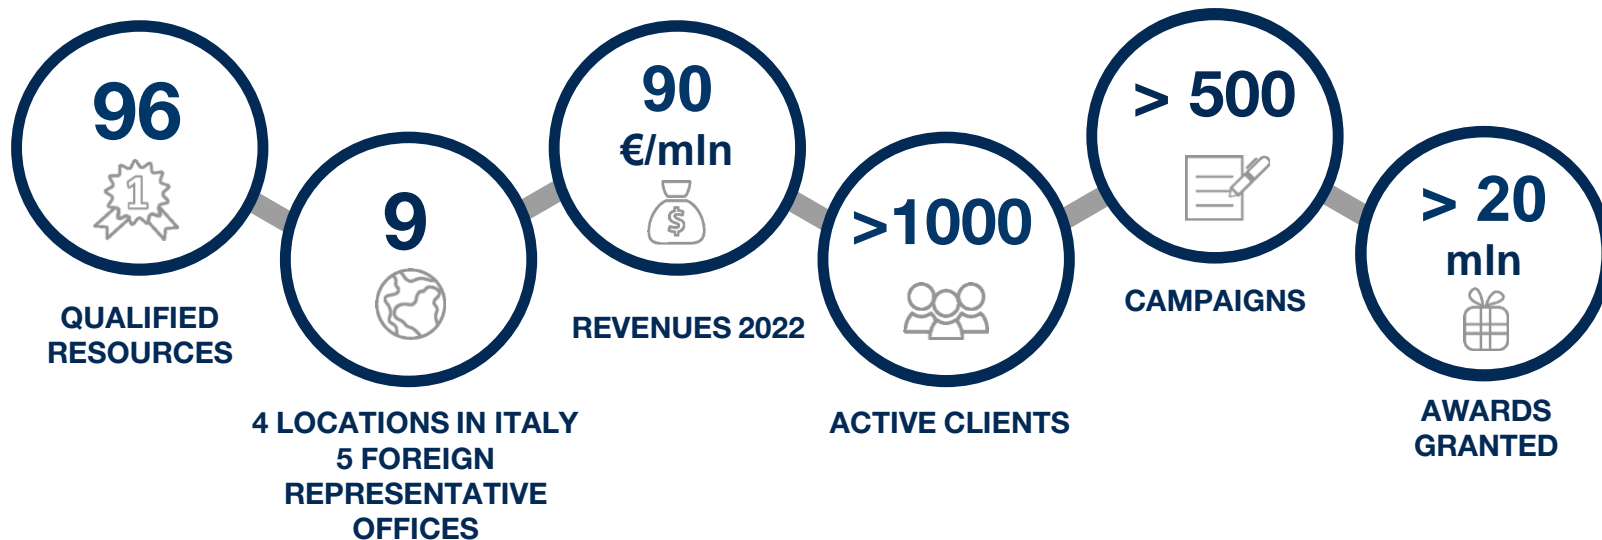 96
1
QUALIFIED
RESOURCES
9
4 LOCATIONS IN ITALY
5 FOREIGN
REPRESENTATIVE
OFFICES
90
€/mln
$
REVENUES 2022
>1000
ACTIVE CLIENTS
> 500
CAMPAIGNS
> 20
mln
AWARDS
GRANTED